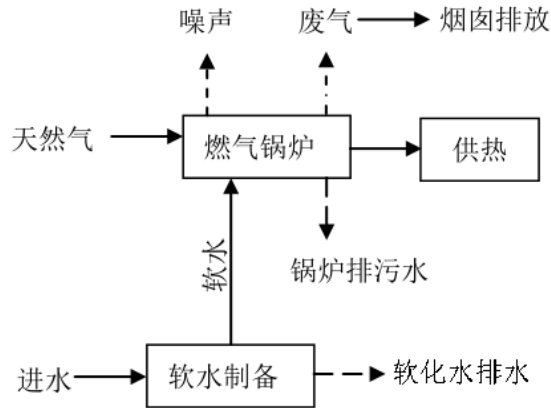 噪声
废气
烟囱排放
天然气
燃气锅炉
供热
软水
锅炉排污水
进水
软水制备
软化水排水